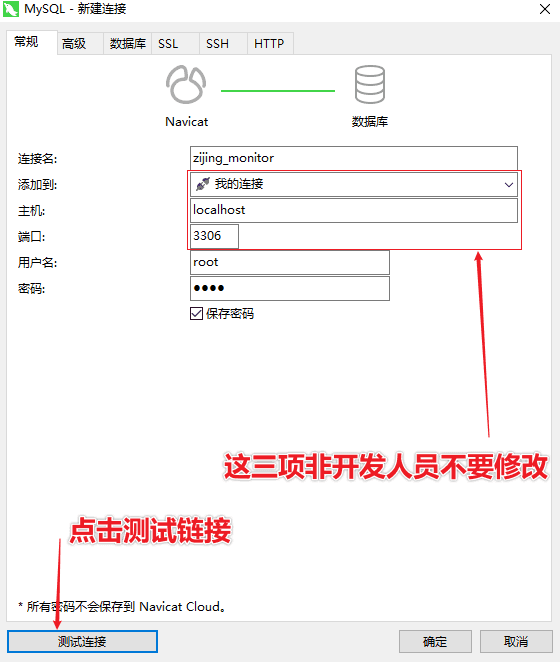 MySQL - 新建连接
常规 高级 数据库 SSL SSH HTTP
Navicat 数据库
连接名: zijing_monitor
添加到: 我的连接
主机: localhost
端口: 3306
用户名: root
密码: ●●●●
保存密码
这三项非开发人员不要修改
点击测试链接
* 所有密码不会保存到 Navicat Cloud。
测试连接 确定 取消